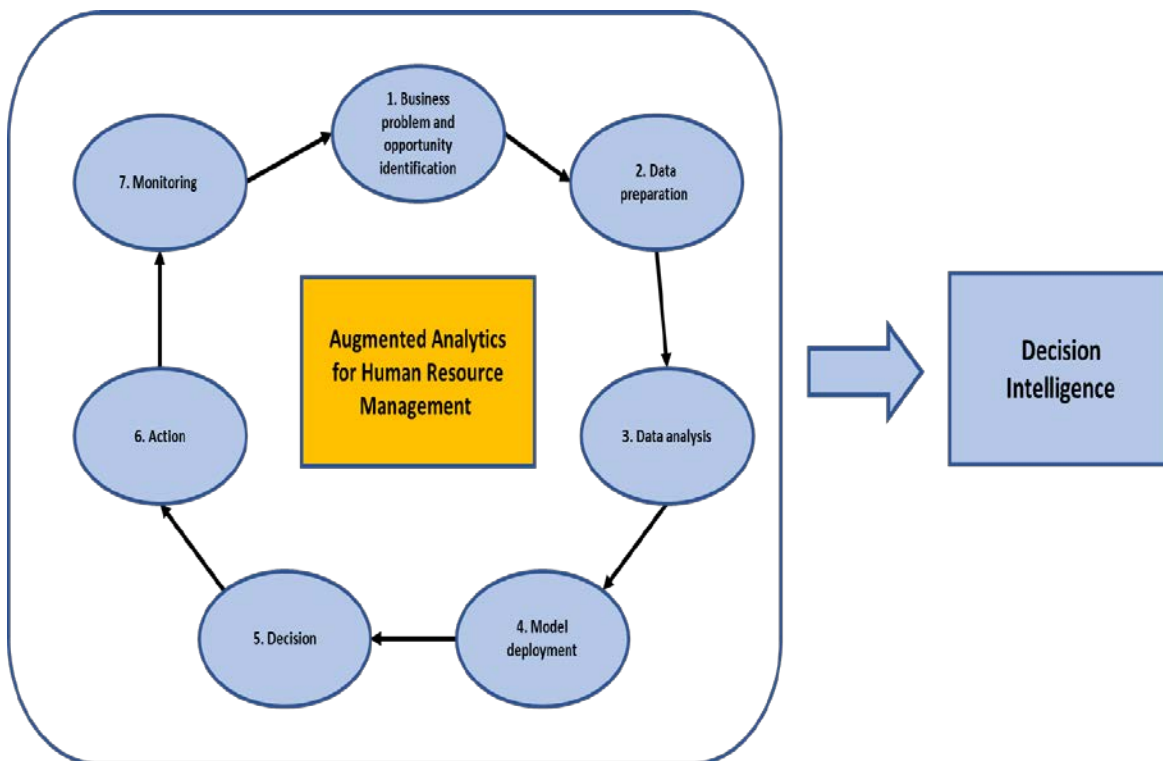 1. Business
problem and
opportunity
identification
2. Data
preparation
3. Data analysis
4. Model
deployment
5. Decision
6. Action
7. Monitoring
Augmented Analytics
for Human Resource
Management
Decision
Intelligence